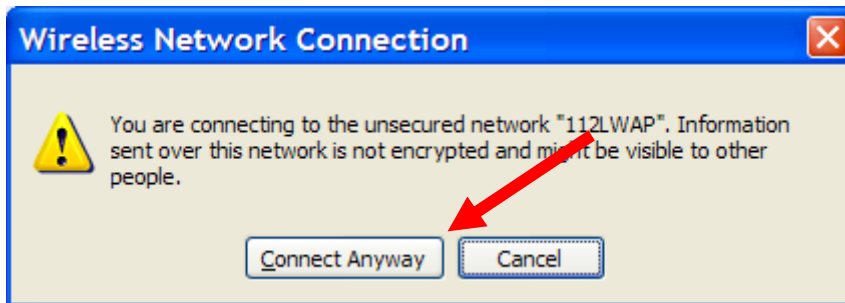 Wireless Network Connection
You are connecting to the unsecured network "112LWAP". Information
sent over this network is not encrypted and might be visible to other
people.
Connect Anyway
Cancel